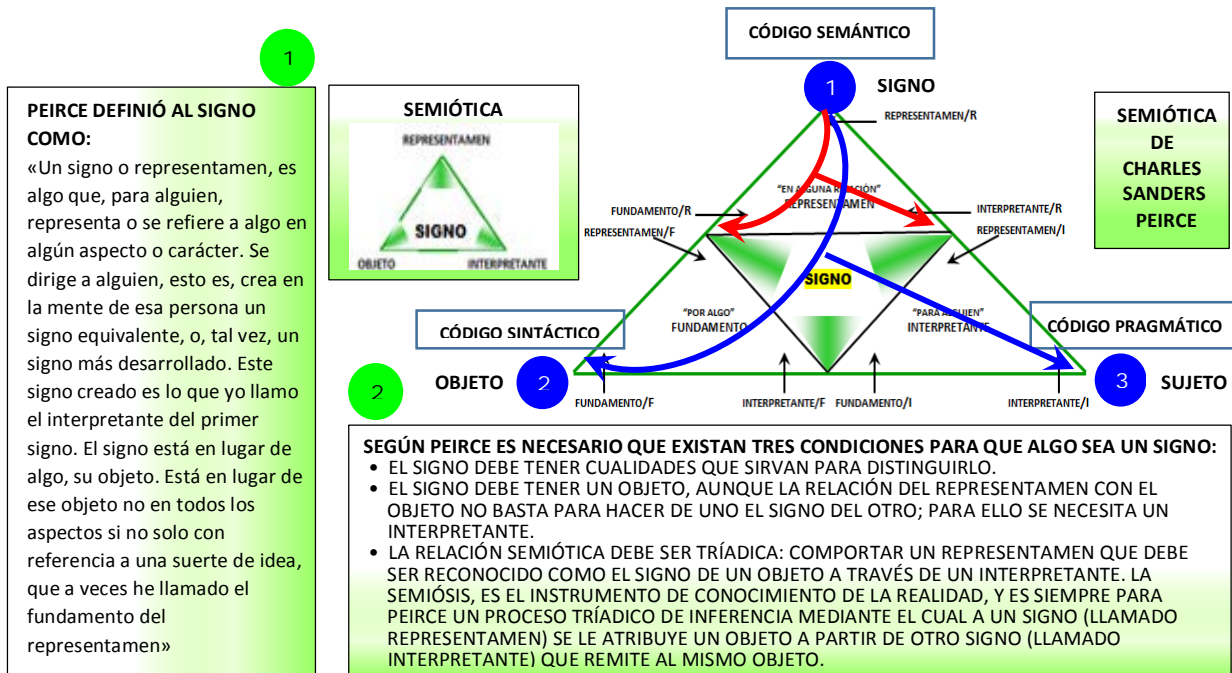 CÓDIGO SEMÁNTICO
1
1
SIGNO
PEIRCE DEFINIÓ AL SIGNO
COMO:
«Un signo o representamen, es
algo que, para alguien,
representa o se refiere a algo en
algún aspecto o carácter. Se
dirige a alguien, esto es, crea en
la mente de esa persona un
signo equivalente, o, tal vez, un
signo más desarrollado. Este
signo creado es lo que yo llamo
el interpretante del primer
signo. El signo está en lugar de
algo, su objeto. Está en lugar de
ese objeto no en todos los
aspectos si no solo con
referencia a una suerte de idea,
que a veces he llamado el
fundamento del
representamen»
SEMIÓTICA
REPRESENTAMEN
SIGNO
OBJETO
INTERPRETANTE
REPRESENTAMEN/R
"EN ALGUNA RELACIÓN"
REPRESENTAMEN
FUNDAMENTO/R
REPRESENTAMEN/F
INTERPRETANTE/R
REPRESENTAMEN/I
SIGNO
"POR ALGO"
FUNDAMENTO
"PARA ALGUIEN"
INTERPRETANTE
CÓDIGO SINTÁCTICO
CÓDIGO PRAGMÁTICO
SEMIÓTICA
DE
CHARLES
SANDERS
PEIRCE
2
OBJETO
2
3
SUJETO
FUNDAMENTO/F
INTERPRETANTE/F
FUNDAMENTO/I
INTERPRETANTE/I
SEGÚN PEIRCE ES NECESARIO QUE EXISTAN TRES CONDICIONES PARA QUE ALGO SEA UN SIGNO:
• EL SIGNO DEBE TENER CUALIDADES QUE SIRVAN PARA DISTINGUIRLO.
• EL SIGNO DEBE TENER UN OBJETO, AUNQUE LA RELACIÓN DEL REPRESENTAMEN CON EL
OBJETO NO BASTA PARA HACER DE UNO EL SIGNO DEL OTRO; PARA ELLO SE NECESITA UN
INTERPRETANTE.
• LA RELACIÓN SEMIÓTICA DEBE SER TRÍADICA: COMPORTAR UN REPRESENTAMEN QUE DEBE
SER RECONOCIDO COMO EL SIGNO DE UN OBJETO A TRAVÉS DE UN INTERPRETANTE. LA
SEMIÓSIS, ES EL INSTRUMENTO DE CONOCIMIENTO DE LA REALIDAD, Y ES SIEMPRE PARA
PEIRCE UN PROCESO TRÍADICO DE INFERENCIA MEDIANTE EL CUAL A UN SIGNO (LLAMADO
REPRESENTAMEN) SE LE ATRIBUYE UN OBJETO A PARTIR DE OTRO SIGNO (LLAMADO
INTERPRETANTE) QUE REMITE AL MISMO OBJETO.